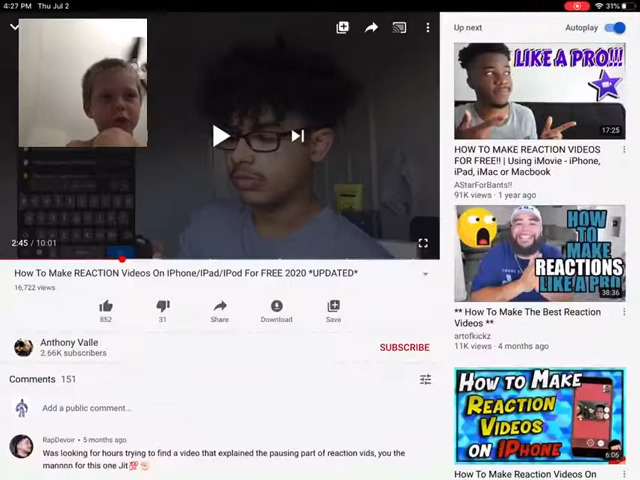 4:27 PM Thu Jul 2
31%
2:45 / 10:01
How To Make REACTION Videos On IPhone/IPad/IPod For FREE 2020 *UPDATED*
16,722 views
852
31
Share
Download
Save
Anthony Valle
2.66K subscribers
SUBSCRIBE
Comments 151
Add a public comment...
RapDevoir • 5 months ago
Was looking for hours trying to find a video that explained the pausing part of reaction vids, you the
mannnn for this one Jit💯
Up next
Autoplay
LIKE A PRO!!!
17:25
HOW TO MAKE REACTION VIDEOS
FOR FREE!! | Using iMovie - iPhone,
iPad, iMac or Macbook
AStarForBants!!
91K views · 1 year ago
HOW TO
MAKE
REACTIONS
LIKE A PRO
38:36
** How To Make The Best Reaction
Videos **
artofkickz
11K views · 4 months ago
HOW TO MAKE
REACTION
VIDEOS
ON IPHONE
6:06
How To Make Reaction Videos On